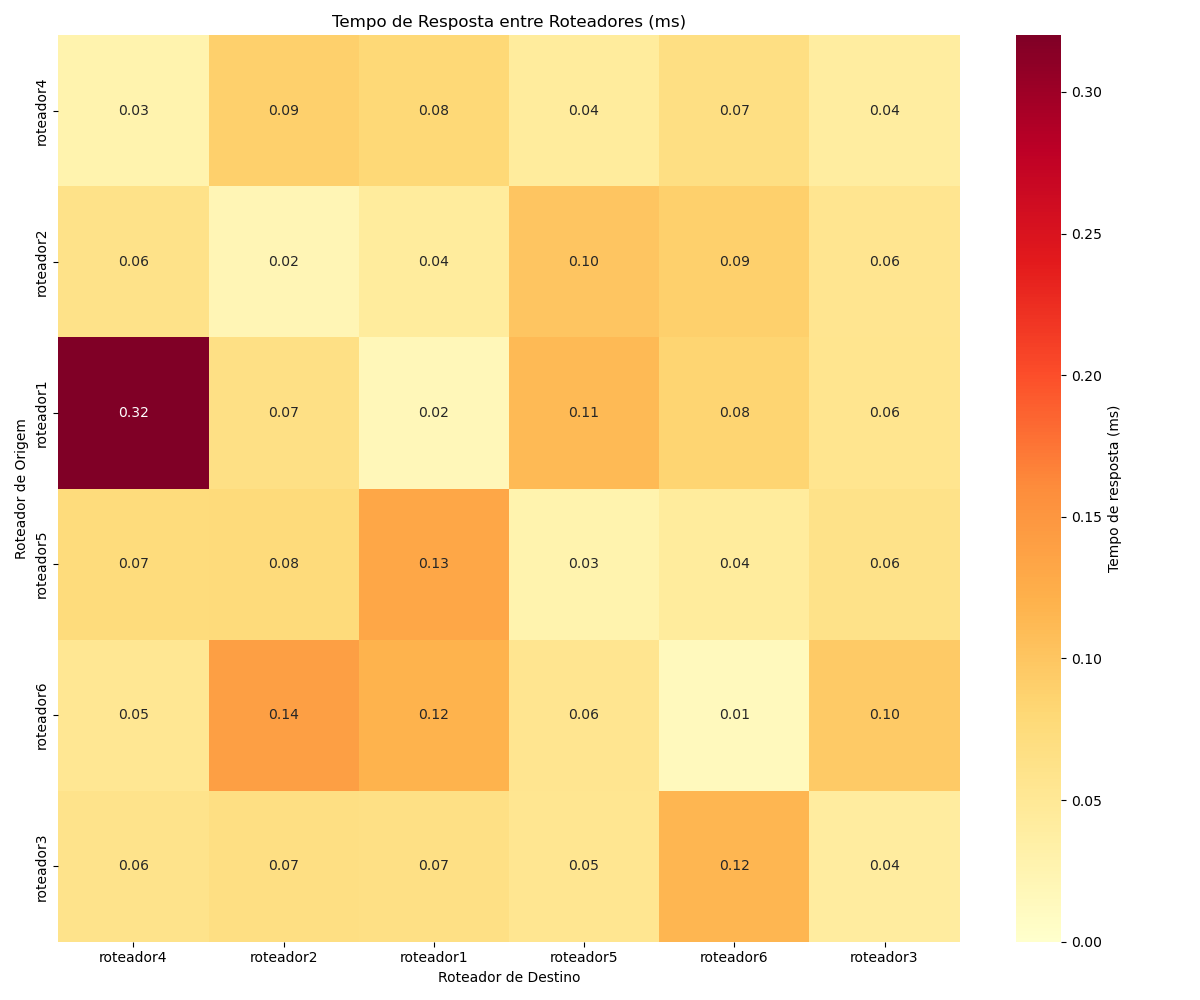 Tempo de Resposta entre Roteadores (ms)
roteador4 0.03 0.09 0.08 0.04 0.07 0.04
roteador2 0.06 0.02 0.04 0.10 0.09 0.06
roteador1 0.32 0.07 0.02 0.11 0.08 0.06
roteador5 0.07 0.08 0.13 0.03 0.04 0.06
roteador6 0.05 0.14 0.12 0.06 0.01 0.10
roteador3 0.06 0.07 0.07 0.05 0.12 0.04
roteador4 roteador2 roteador1 roteador5 roteador6 roteador3
Roteador de Destino
Roteador de Origem
0.30
0.25
0.20
0.15
0.10
0.05
0.00
Tempo de resposta (ms)